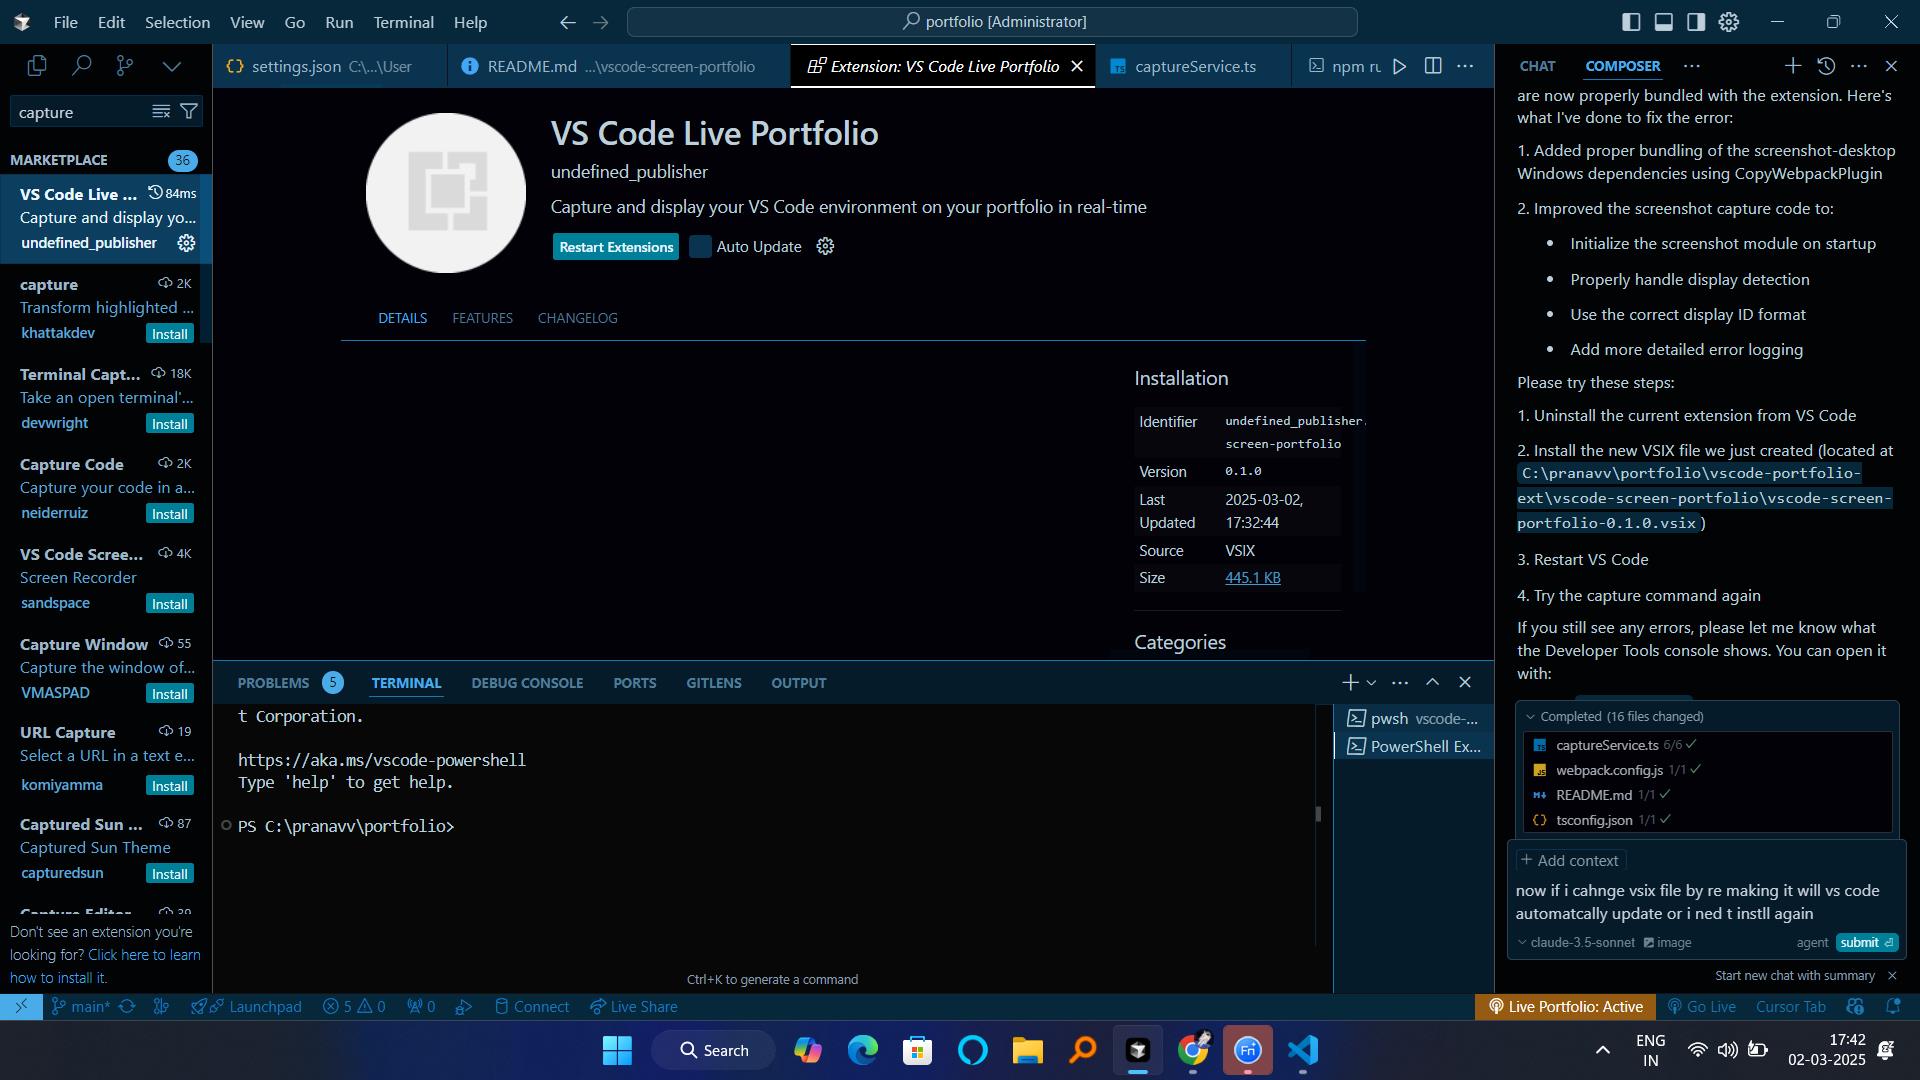 File Edit Selection View Go Run Terminal Help
portfolio [Administrator]
capture
MARKETPLACE 36
VS Code Live ... 84ms
Capture and display yo...
undefined_publisher
capture 2K
Transform highlighted ...
khattakdev Install
Terminal Capt... 18K
Take an open terminal'...
devwright Install
Capture Code 2K
Capture your code in a...
neiderruiz Install
VS Code Scree... 4K
Screen Recorder
sandspace Install
Capture Window 55
Capture the window of...
VMASPAD Install
URL Capture 19
Select a URL in a text e...
komiyamma Install
Captured Sun ... 87
Captured Sun Theme
capturedsun Install
Capture Editor 39
Don't see an extension you're
looking for? Click here to learn
how to install it.
settings.json C:\...\User
README.md ...\vscode-screen-portfolio
Extension: VS Code Live Portfolio
captureService.ts
npm ru
VS Code Live Portfolio
undefined_publisher
Capture and display your VS Code environment on your portfolio in real-time
Restart Extensions Auto Update
DETAILS FEATURES CHANGELOG
Installation
Identifier undefined_publisher.
screen-portfolio
Version 0.1.0
Last 2025-03-02,
Updated 17:32:44
Source VSIX
Size 445.1 KB
Categories
PROBLEMS 5 TERMINAL DEBUG CONSOLE PORTS GITLENS OUTPUT
t Corporation.
https://aka.ms/vscode-powershell
Type 'help' to get help.
PS C:\pranavv\portfolio>
Ctrl+K to generate a command
pwsh vscode-...
PowerShell Ex...
CHAT COMPOSER
are now properly bundled with the extension. Here's
what I've done to fix the error:
1. Added proper bundling of the screenshot-desktop
Windows dependencies using CopyWebpackPlugin
2. Improved the screenshot capture code to:
• Initialize the screenshot module on startup
• Properly handle display detection
• Use the correct display ID format
• Add more detailed error logging
Please try these steps:
1. Uninstall the current extension from VS Code
2. Install the new VSIX file we just created (located at
C:\pranavv\portfolio\vscode-portfolio-
ext\vscode-screen-portfolio\vscode-screen-
portfolio-0.1.0.vsix)
3. Restart VS Code
4. Try the capture command again
If you still see any errors, please let me know what
the Developer Tools console shows. You can open it
with:
Completed (16 files changed)
TS captureService.ts 6/6
JS webpack.config.js 1/1
README.md 1/1
tsconfig.json 1/1
+ Add context
now if i cahnge vsix file by re making it will vs code
automatcally update or i ned t instll again
claude-3.5-sonnet image agent submit
Start new chat with summary
main* Launchpad 5 0 0 Connect Live Share
Live Portfolio: Active Go Live Cursor Tab
Search
Fn
ENG
IN
17:42
02-03-2025